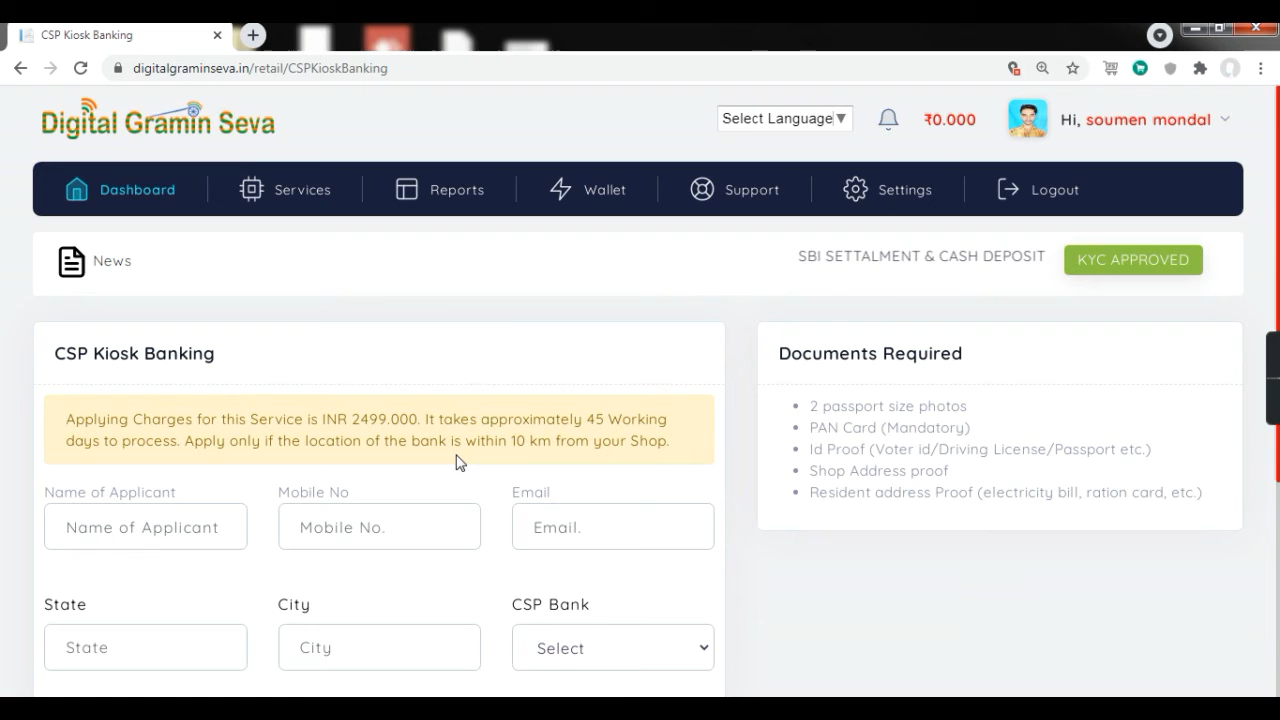 CSP Kiosk Banking
digitalgraminseva.in/retail/CSPKioskBanking
Digital Gramin Seva
Select Language▼
₹0.000
Hi, soumen mondal
Dashboard
Services
Reports
Wallet
Support
Settings
Logout
News
SBI SETTALMENT & CASH DEPOSIT
KYC APPROVED
CSP Kiosk Banking
Applying Charges for this Service is INR 2499.000. It takes approximately 45 Working
days to process. Apply only if the location of the bank is within 10 km from your Shop.
Name of Applicant
Mobile No
Email
Name of Applicant
Mobile No.
Email.
State
City
CSP Bank
State
City
Select
Documents Required
2 passport size photos
PAN Card (Mandatory)
Id Proof (Voter id/Driving License/Passport etc.)
Shop Address proof
Resident address Proof (electricity bill, ration card, etc.)